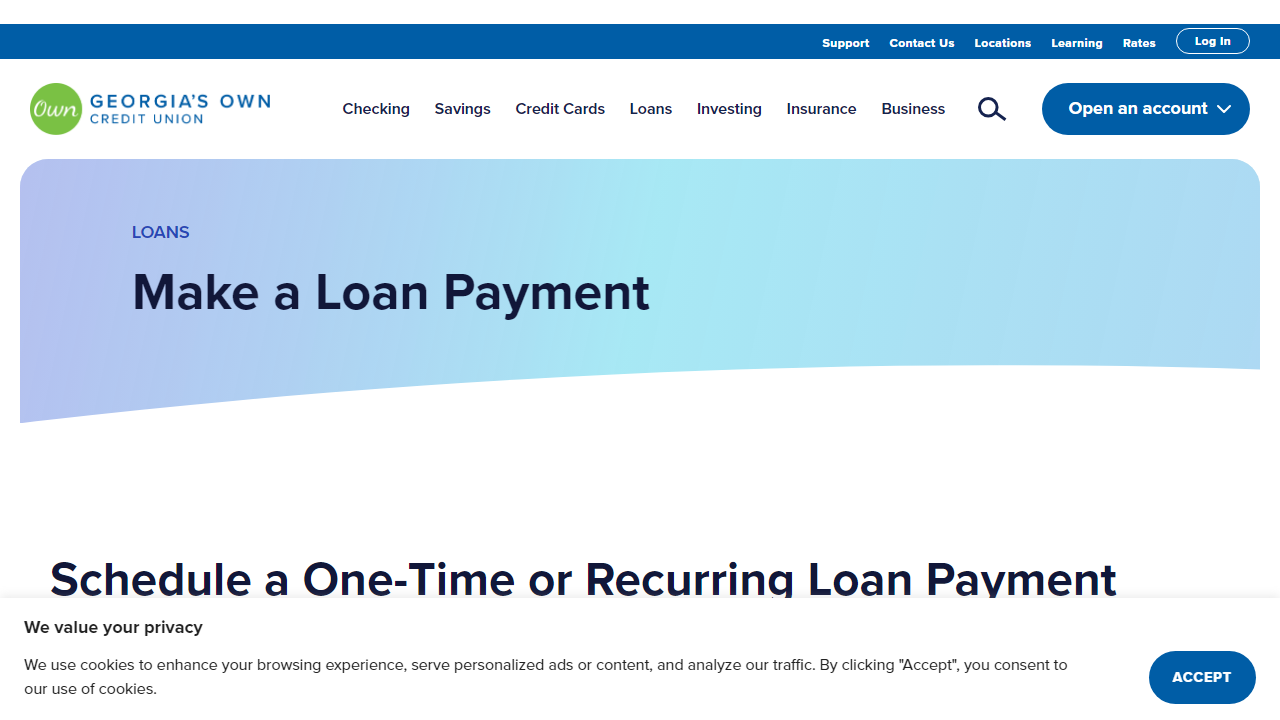 Support Contact Us Locations Learning Rates Log In
Own GEORGIA'S OWN
CREDIT UNION
Checking Savings Credit Cards Loans Investing Insurance Business Open an account
LOANS
Make a Loan Payment
Schedule a One-Time or Recurring Loan Payment
We value your privacy
We use cookies to enhance your browsing experience, serve personalized ads or content, and analyze our traffic. By clicking "Accept", you consent to
our use of cookies.
ACCEPT